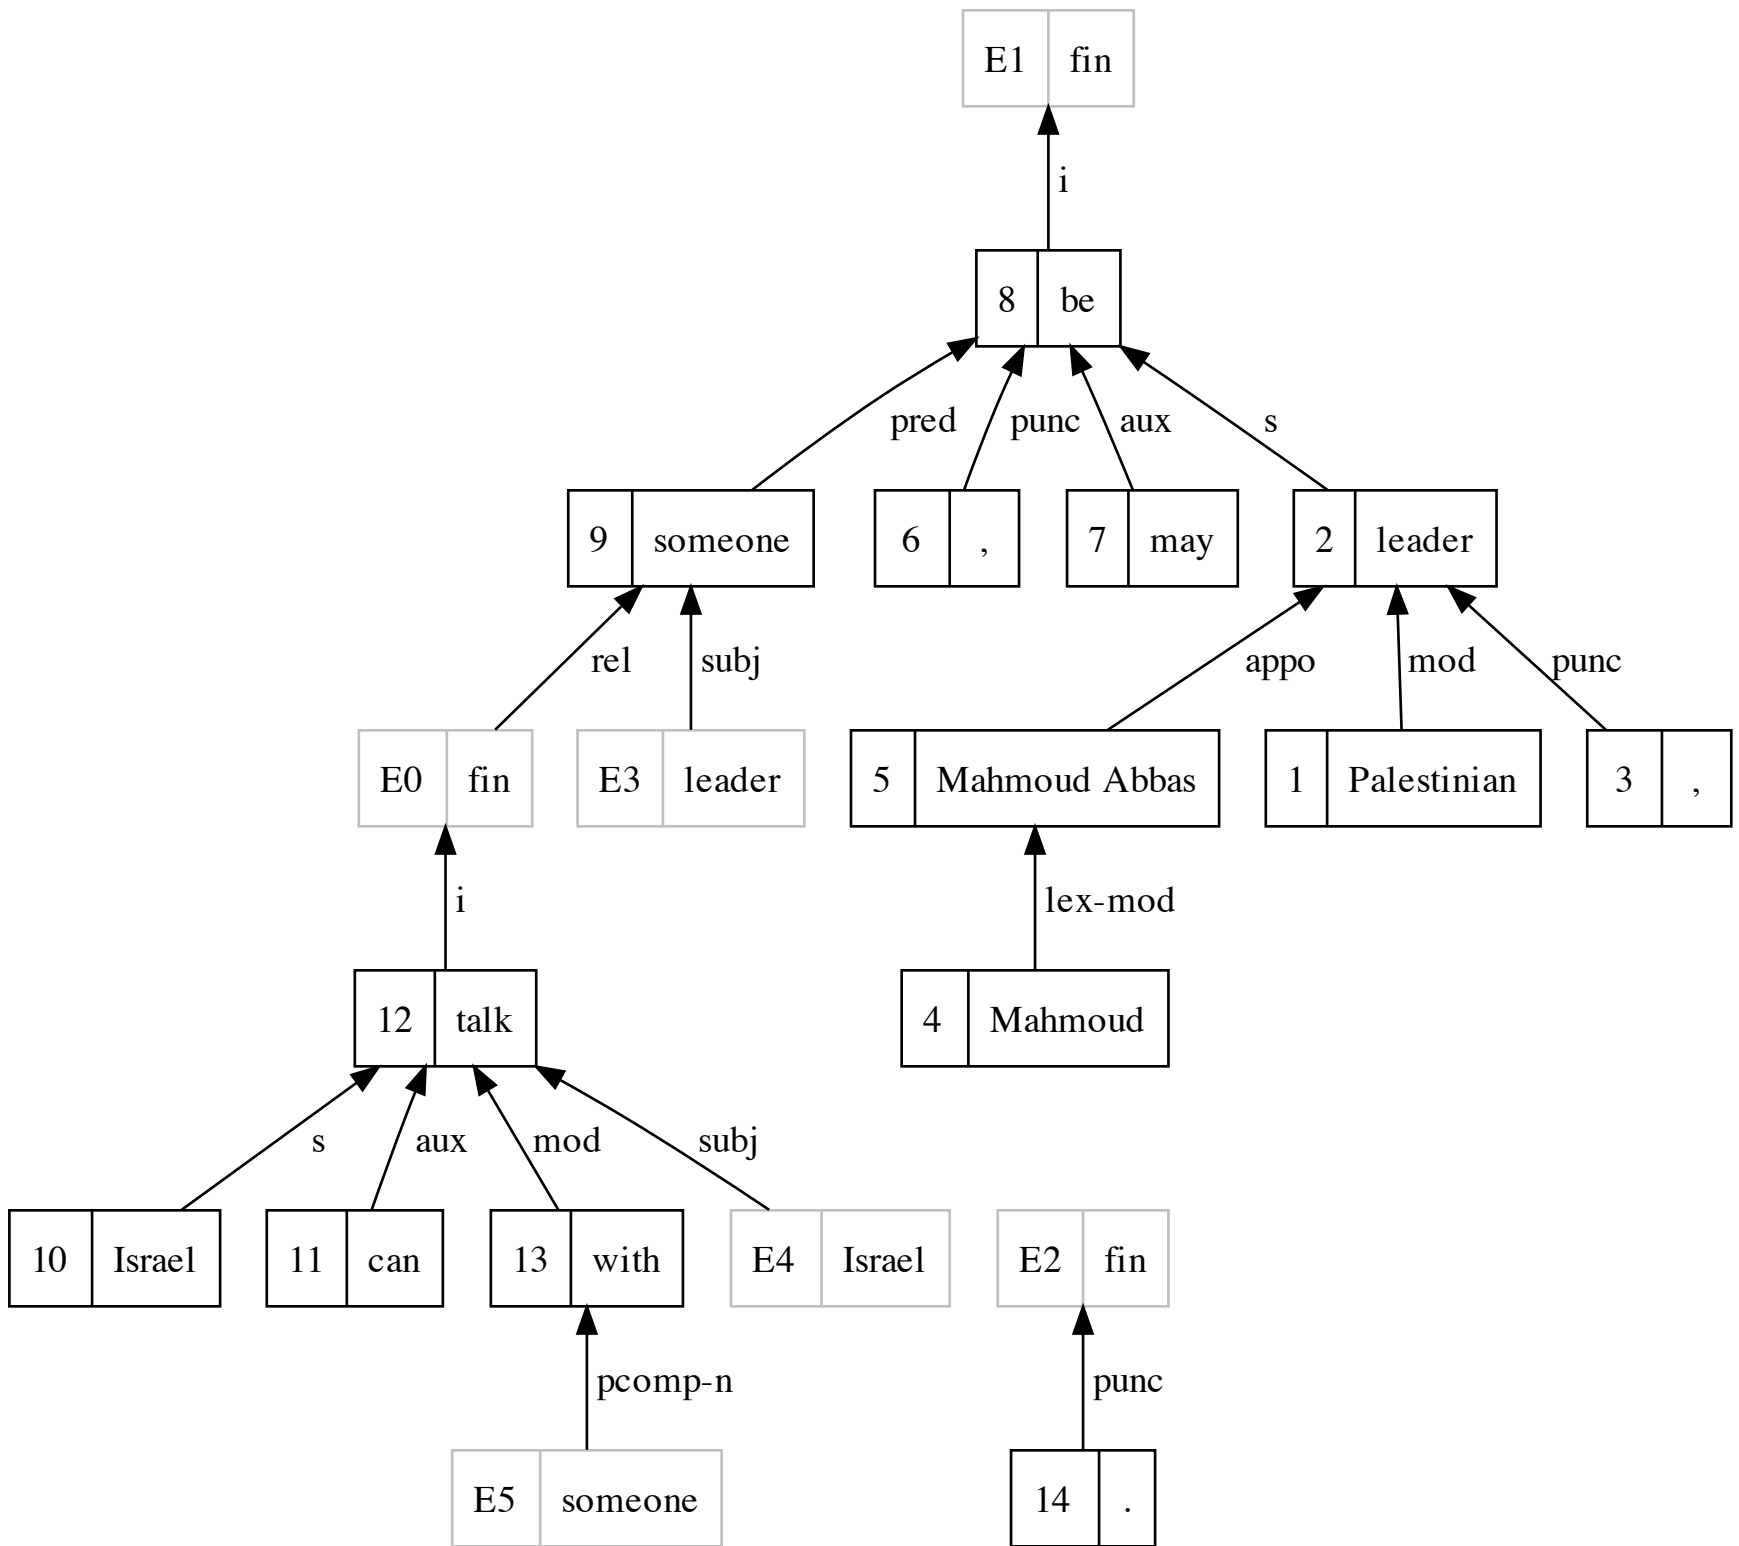 E1 fin
i
8 be
pred punc aux s
9 someone 6 , 7 may 2 leader
rel subj appo mod punc
E0 fin E3 leader 5 Mahmoud Abbas 1 Palestinian 3 ,
i lex-mod
12 talk 4 Mahmoud
s aux mod subj
10 Israel 11 can 13 with E4 Israel E2 fin
pcomp-n punc
E5 someone 14 .